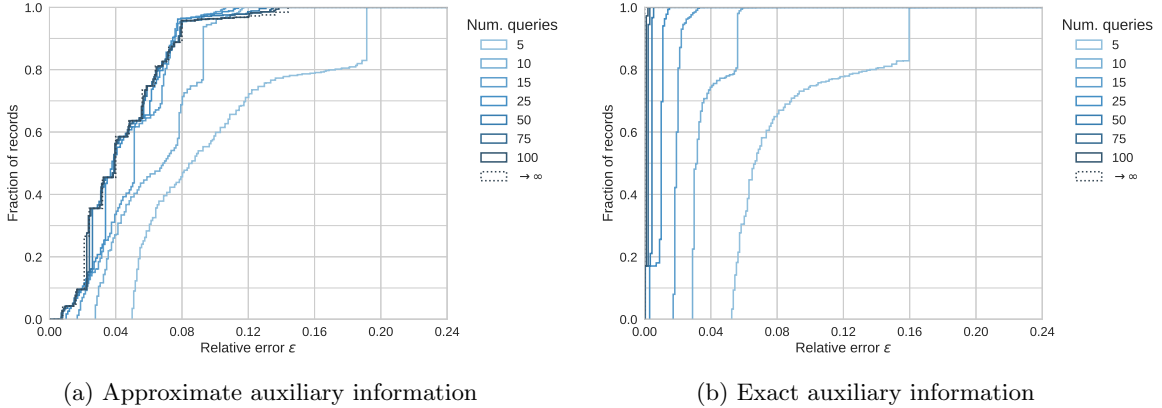 1.0
0.8
0.6
0.4
0.2
0.0
Fraction of records
0.00 0.04 0.08 0.12 0.16 0.20 0.24
Relative error ε
Num. queries
5
10
15
25
50
75
100
→ ∞
(a) Approximate auxiliary information
1.0
0.8
0.6
0.4
0.2
0.0
Fraction of records
0.00 0.04 0.08 0.12 0.16 0.20 0.24
Relative error ε
Num. queries
5
10
15
25
50
75
100
→ ∞
(b) Exact auxiliary information